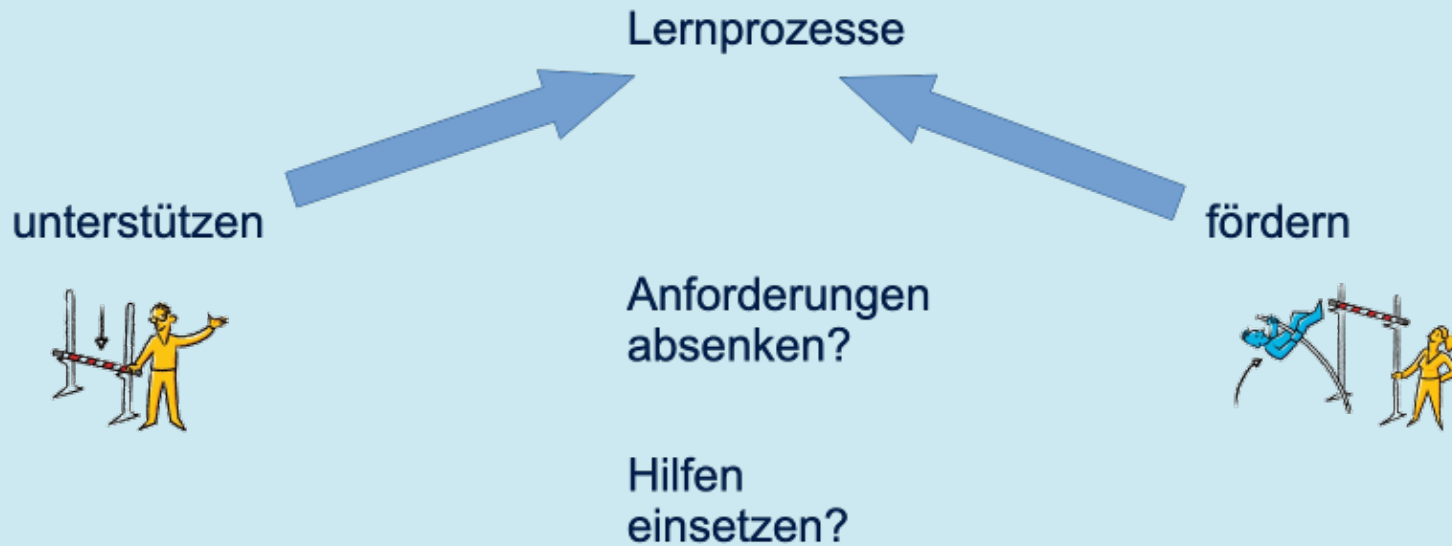 Lernprozesse
unterstützen
fördern
Anforderungen
absenken?
Hilfen
einsetzen?